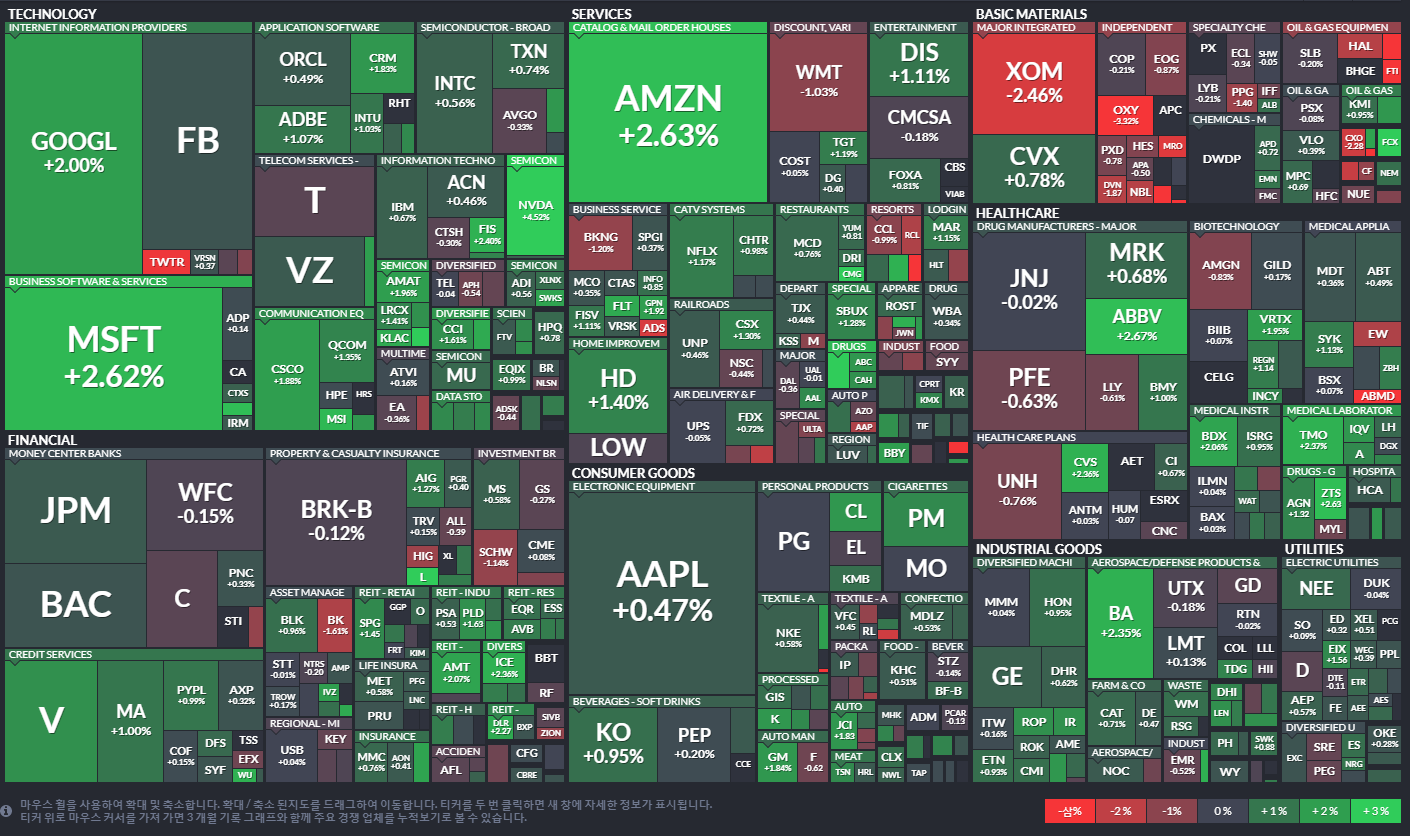 TECHNOLOGY
INTERNET INFORMATION PROVIDERS
GOOGL
+2.00%
FB
TWTR
VRSN
+0.37
BUSINESS SOFTWARE & SERVICES
MSFT
+2.62%
ADP
+0.14
CA
CTXS
IRM
APPLICATION SOFTWARE
ORCL
+0.49%
CRM
+1.83%
ADBE
+1.07%
INTU
+1.03%
RHT
SEMICONDUCTOR - BROAD
INTC
+0.56%
TXN
+0.74%
AVGO
-0.33%
TELECOM SERVICES -
T
VZ
INFORMATION TECHNO
IBM
+0.67%
ACN
+0.46%
CTSH
-0.30%
FIS
+2.40%
SEMICON
NVDA
+4.52%
COMMUNICATION EQ
CSCO
+1.88%
QCOM
+1.35%
HPE
HRS
MSI
SEMICON
AMAT
+1.96%
LRCX
+1.41%
KLAC
DIVERSIFIED
TEL
-0.04
APH
-0.54
SEMICON
ADI
+0.56
XLNX
SWKS
DIVERSIFIE
CCI
+1.61%
SCIEN
FTV
HPQ
+0.78
MULTIME
ATVI
+0.16%
EA
-0.36%
SEMICON
MU
EQIX
+0.99%
BR
NLSN
DATA STO
ADSK
-0.44
FINANCIAL
MONEY CENTER BANKS
JPM
WFC
-0.15%
BAC
C
PNC
+0.33%
STI
CREDIT SERVICES
V
MA
+1.00%
PYPL
+0.99%
AXP
+0.32%
COF
+0.15%
DFS
SYF
TSS
EFX
WU
PROPERTY & CASUALTY INSURANCE
BRK-B
-0.12%
AIG
+1.27%
PGR
+0.40
TRV
+0.15%
ALL
-0.39
HIG
XL
L
INVESTMENT BR
MS
+0.58%
GS
-0.27%
SCHW
-1.14%
CME
+0.08%
ASSET MANAGE
BLK
+0.96%
BK
-1.61%
STT
-0.01%
NTRS
-0.20
AMP
TROW
+0.17%
IVZ
REGIONAL - MI
USB
+0.04%
KEY
REIT - RETAI
SPG
+1.45
GGP
O
FRT
KIM
LIFE INSURA
MET
+0.58%
PFG
LNC
PRU
INSURANCE
MMC
+0.76%
AON
+0.41
REIT - INDU
PSA
+0.53
PLD
+1.63
REIT - RES
EQR
ESS
AVB
REIT -
AMT
+2.07%
DIVERS
ICE
+2.36%
BBT
RF
REIT - H
REIT -
DLR
+2.27
BXP
SIVB
ZION
ACCIDEN
AFL
CFG
CBRE
SERVICES
CATALOG & MAIL ORDER HOUSES
AMZN
+2.63%
DISCOUNT, VARI
WMT
-1.03%
COST
+0.05%
TGT
+1.19%
DG
+0.40
ENTERTAINMENT
DIS
+1.11%
CMCSA
-0.18%
FOXA
+0.81%
CBS
VIAB
BUSINESS SERVICE
BKNG
-1.20%
SPGI
+0.37%
MCO
+0.35%
CTAS
INFO
+0.85
FISV
+1.11%
FLT
GPN
+1.92
VRSK
ADS
CATV SYSTEMS
NFLX
+1.17%
CHTR
+0.98%
RESTAURANTS
MCD
+0.76%
YUM
+0.81
DRI
CMG
RESORTS
CCL
-0.99%
RCL
LODGIN
MAR
+1.15%
HLT
RAILROADS
UNP
+0.46%
CSX
+1.30%
NSC
-0.44%
DEPART
TJX
+0.44%
KSS
M
SPECIAL
SBUX
+1.28%
APPARE
ROST
JWN
DRUG
WBA
+0.34%
HOME IMPROVEM
HD
+1.40%
LOW
MAJOR
DAL
-0.36
UAL
-0.01
AAL
DRUGS
ABC
CAH
INDUST
FOOD
SYY
AIR DELIVERY & F
UPS
-0.05%
FDX
+0.72%
SPECIAL
ULTA
AUTO P
AZO
AAP
CPRT
KMX
KR
TIF
REGION
LUV
BBY
CONSUMER GOODS
ELECTRONIC EQUIPMENT
AAPL
+0.47%
BEVERAGES - SOFT DRINKS
KO
+0.95%
PEP
+0.20%
CCE
PERSONAL PRODUCTS
PG
CL
EL
KMB
CIGARETTES
PM
MO
TEXTILE - A
NKE
+0.58%
TEXTILE - A
VFC
+0.45
RL
CONFECTIO
MDLZ
+0.53%
PACKA
IP
FOOD -
KHC
+0.51%
BEVER
STZ
-0.14%
BF-B
PROCESSED
GIS
K
AUTO
JCI
+1.83
MHK
ADM
PCAR
-0.13
AUTO MAN
GM
+1.84%
F
-0.62
MEAT
TSN
HRL
CLX
NWL
TAP
BASIC MATERIALS
MAJOR INTEGRATED
XOM
-2.46%
CVX
+0.78%
INDEPENDENT
COP
-0.21%
EOG
-0.87%
OXY
-3.32%
APC
PXD
-0.78
HES
MRO
APA
-0.50
DVN
-1.87
NBL
SPECIALTY CHE
PX
ECL
-0.34
SHW
-0.05
LYB
-0.21%
PPG
-1.40
IFF
ALB
CHEMICALS - M
DWDP
APD
+0.72
EMN
FMC
OIL & GAS EQUIPMEN
SLB
-0.20%
HAL
BHGE
FTI
OIL & GA
PSX
-0.08%
VLO
+0.39%
MPC
+0.69
HFC
OIL & GAS
KMI
+0.95%
CXO
-2.28
FCX
CF
NEM
NUE
HEALTHCARE
DRUG MANUFACTURERS - MAJOR
JNJ
-0.02%
MRK
+0.68%
ABBV
+2.67%
PFE
-0.63%
LLY
-0.61%
BMY
+1.00%
BIOTECHNOLOGY
AMGN
-0.83%
GILD
+0.17%
BIIB
+0.07%
VRTX
+1.95%
CELG
REGN
+1.14
INCY
MEDICAL APPLIA
MDT
+0.36%
ABT
+0.49%
SYK
+1.13%
EW
ZBH
BSX
+0.07%
ABMD
HEALTH CARE PLANS
UNH
-0.76%
CVS
+2.36%
AET
CI
+0.67%
ANTM
+0.03%
HUM
-0.07
ESRX
CNC
MEDICAL INSTR
BDX
+2.06%
ISRG
+0.95%
ILMN
+0.04%
WAT
BAX
+0.03%
MEDICAL LABORATOR
TMO
+2.37%
IQV
LH
A
DGX
DRUGS - G
AGN
+1.32
ZTS
+2.63
MYL
HOSPITA
HCA
INDUSTRIAL GOODS
DIVERSIFIED MACHI
MMM
+0.04%
HON
+0.95%
GE
DHR
+0.62%
ITW
+0.16%
ROP
IR
ROK
AME
ETN
+0.93%
CMI
AEROSPACE/DEFENSE PRODUCTS &
BA
+2.35%
UTX
-0.18%
GD
LMT
+0.13%
RTN
-0.02%
COL
LLL
TDG
HII
FARM & CO
CAT
+0.71%
DE
+0.47
WASTE
WM
RSG
DHI
LEN
AEROSPACE/
NOC
INDUST
EMR
-0.52%
PH
SWK
+0.88
WY
UTILITIES
ELECTRIC UTILITIES
NEE
DUK
-0.04%
SO
+0.09%
ED
+0.32
XEL
+0.51
PCG
D
EIX
+1.56
WEC
+0.39
PPL
DTE
-0.11
ETR
AEP
+0.57%
FE
AEE
AES
DIVERSIFIED U
EXC
SRE
ES
OKE
+0.28%
PEG
NRG
마우스 휠을 사용하여 확대 및 축소합니다. 확대 / 축소 된지도를 드래그하여 이동합니다. 티커를 두 번 클릭하면 새 창에 자세한 정보가 표시됩니다.
티커 위로 마우스 커서를 가져 가면 3 개월 기록 그래프와 함께 주요 경쟁 업체를 누적보기로 볼 수 있습니다.
-삼% -2 % -1 % 0 % +1 % +2 % +3 %